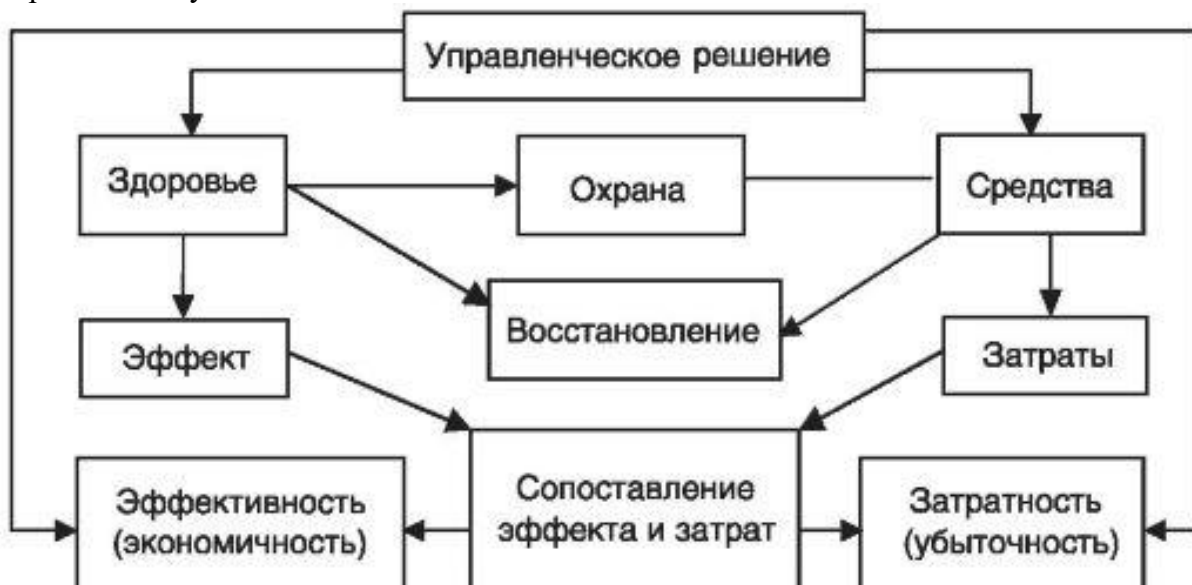 Управленческое решение
Здоровье
Охрана
Средства
Эффект
Восстановление
Затраты
Эффективность
(экономичность)
Сопоставление
эффекта и затрат
Затратность
(убыточность)